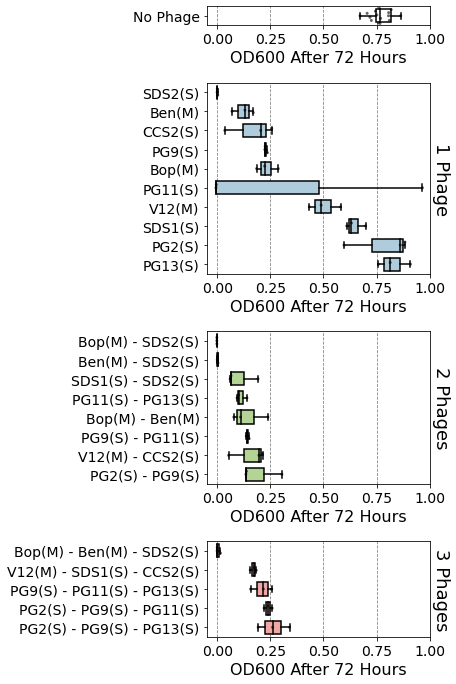 No Phage
0.00 0.25 0.50 0.75 1.00
OD600 After 72 Hours
SDS2(S)
Ben(M)
CCS2(S)
PG9(S)
Bop(M)
PG11(S)
V12(M)
SDS1(S)
PG2(S)
PG13(S)
1 Phage
0.00 0.25 0.50 0.75 1.00
OD600 After 72 Hours
Bop(M) - SDS2(S)
Ben(M) - SDS2(S)
SDS1(S) - SDS2(S)
PG11(S) - PG13(S)
Bop(M) - Ben(M)
PG9(S) - PG11(S)
V12(M) - CCS2(S)
PG2(S) - PG9(S)
2 Phages
0.00 0.25 0.50 0.75 1.00
OD600 After 72 Hours
Bop(M) - Ben(M) - SDS2(S)
V12(M) - SDS1(S) - CCS2(S)
PG9(S) - PG11(S) - PG13(S)
PG2(S) - PG9(S) - PG11(S)
PG2(S) - PG9(S) - PG13(S)
3 Phages
0.00 0.25 0.50 0.75 1.00
OD600 After 72 Hours